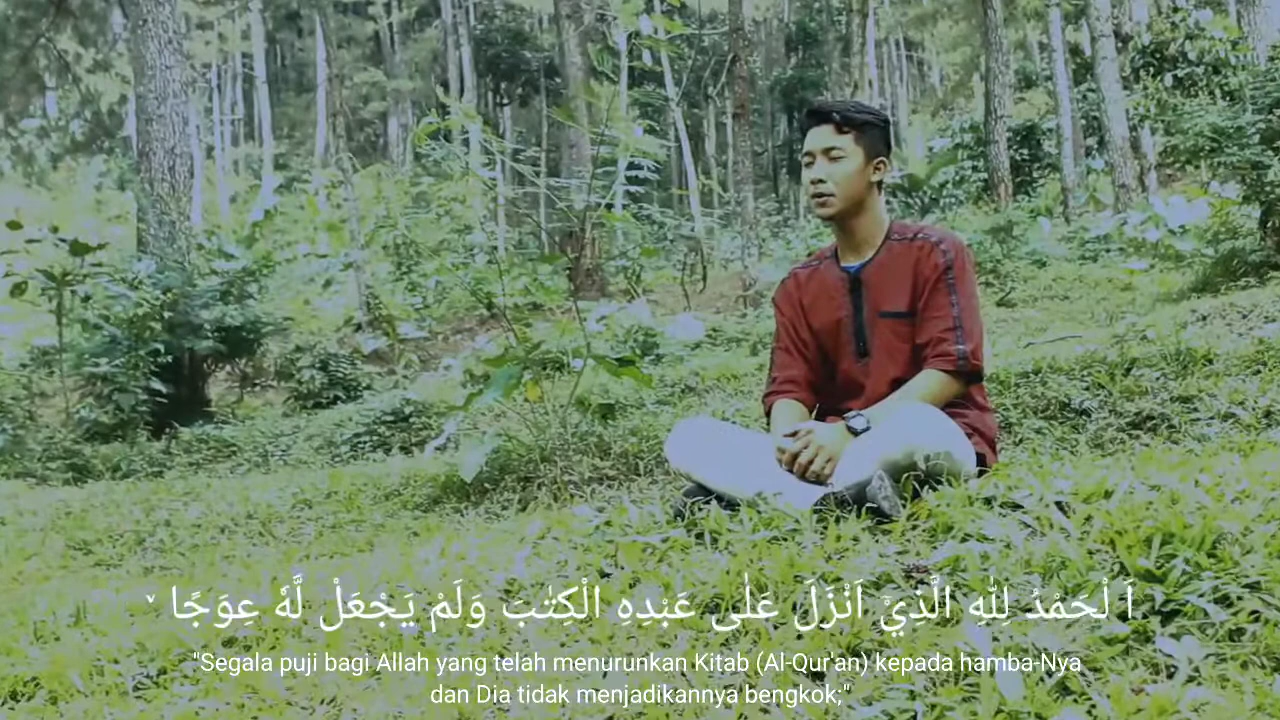 اَ لْحَمْدُ لِلّٰهِ الَّذِيْۤ اَنْزَلَ عَلٰى عَبْدِهِ الْكِتٰبَ وَلَمْ يَجْعَلْ لَّهٗ عِوَجًا ۜ
"Segala puji bagi Allah yang telah menurunkan Kitab (Al-Qur'an) kepada hamba-Nya
dan Dia tidak menjadikannya bengkok;"